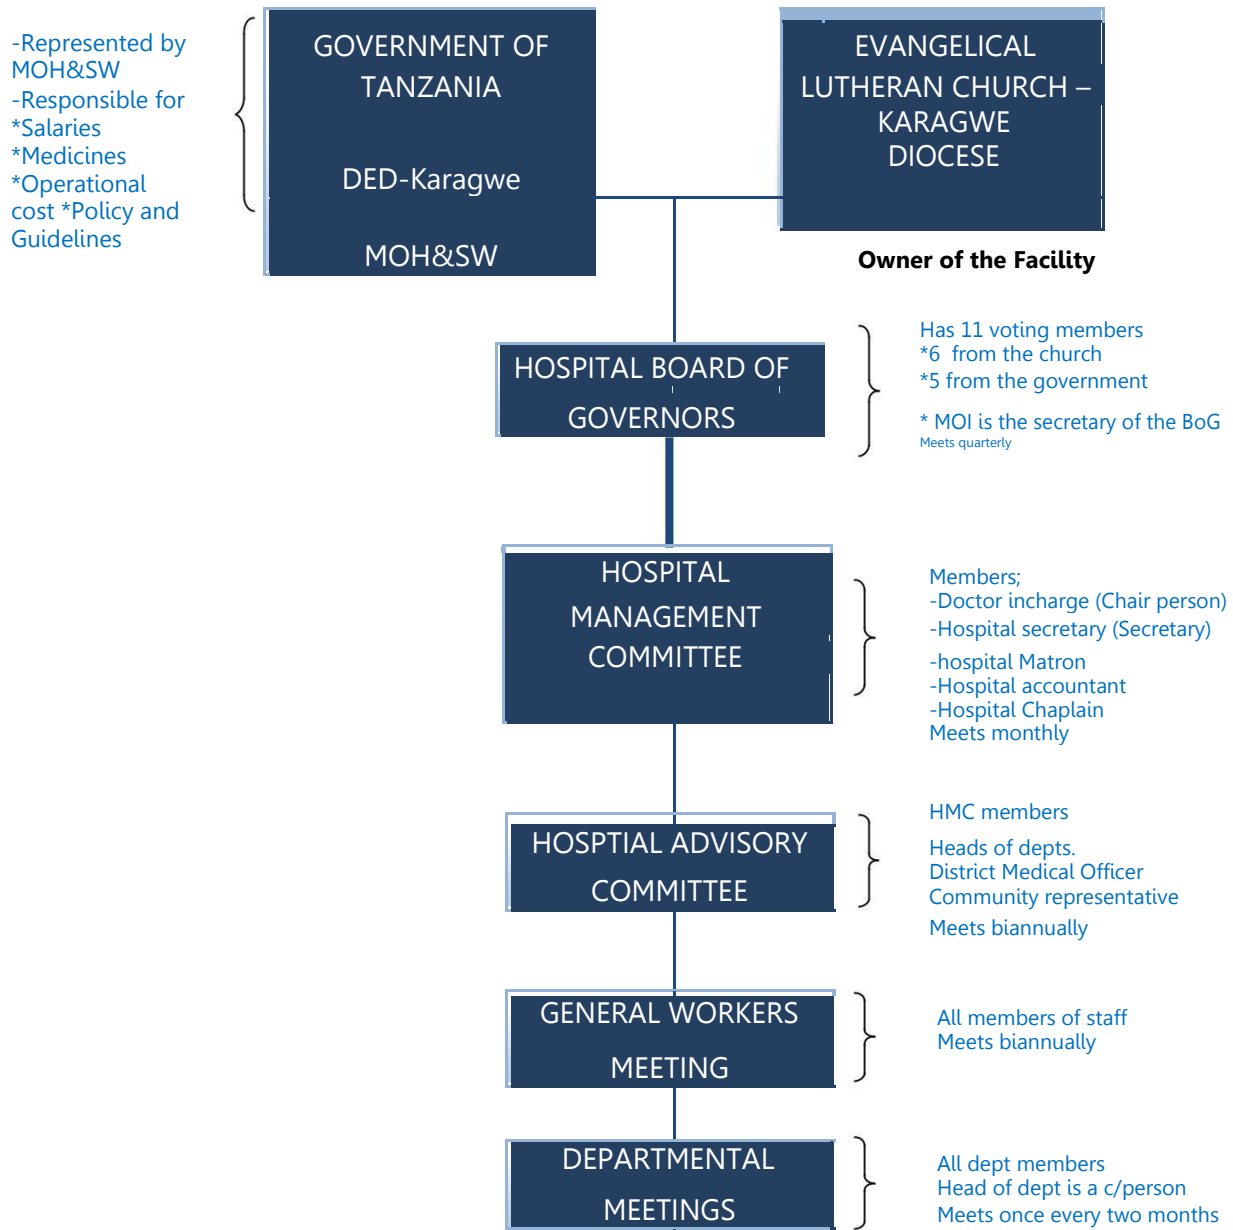 -Represented by
MOH&SW
-Responsible for
*Salaries
*Medicines
*Operational
cost *Policy and
Guidelines
GOVERNMENT OF
TANZANIA
DED-Karagwe
MOH&SW
EVANGELICAL
LUTHERAN CHURCH –
KARAGWE
DIOCESE
Owner of the Facility
HOSPITAL BOARD OF
GOVERNORS
Has 11 voting members
*6 from the church
*5 from the government
* MOI is the secretary of the BoG
Meets quarterly
HOSPITAL
MANAGEMENT
COMMITTEE
Members;
-Doctor incharge (Chair person)
-Hospital secretary (Secretary)
-hospital Matron
-Hospital accountant
-Hospital Chaplain
Meets monthly
HOSPTIAL ADVISORY
COMMITTEE
HMC members
Heads of depts.
District Medical Officer
Community representative
Meets biannually
GENERAL WORKERS
MEETING
All members of staff
Meets biannually
DEPARTMENTAL
MEETINGS
All dept members
Head of dept is a c/person
Meets once every two months